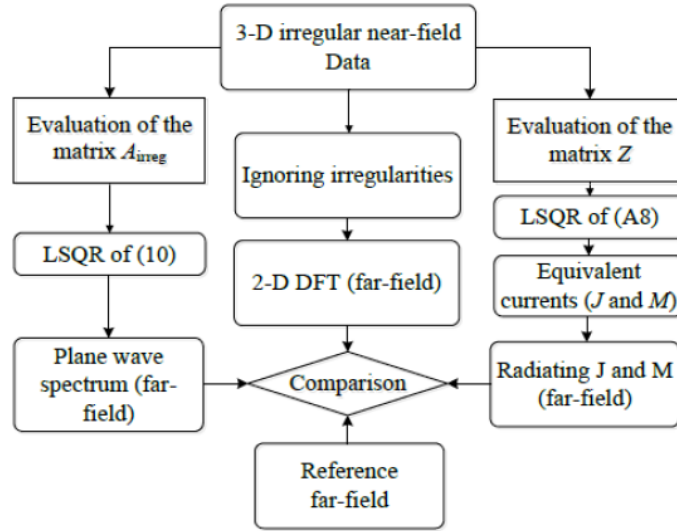 3-D irregular near-field
Data
Evaluation of the
matrix A_irreg
LSQR of (10)
Plane wave
spectrum (far-
field)
Ignoring irregularities
2-D DFT (far-field)
Comparison
Reference
far-field
Evaluation of the
matrix Z
LSQR of (A8)
Equivalent
currents (J and M)
Radiating J and M
(far-field)